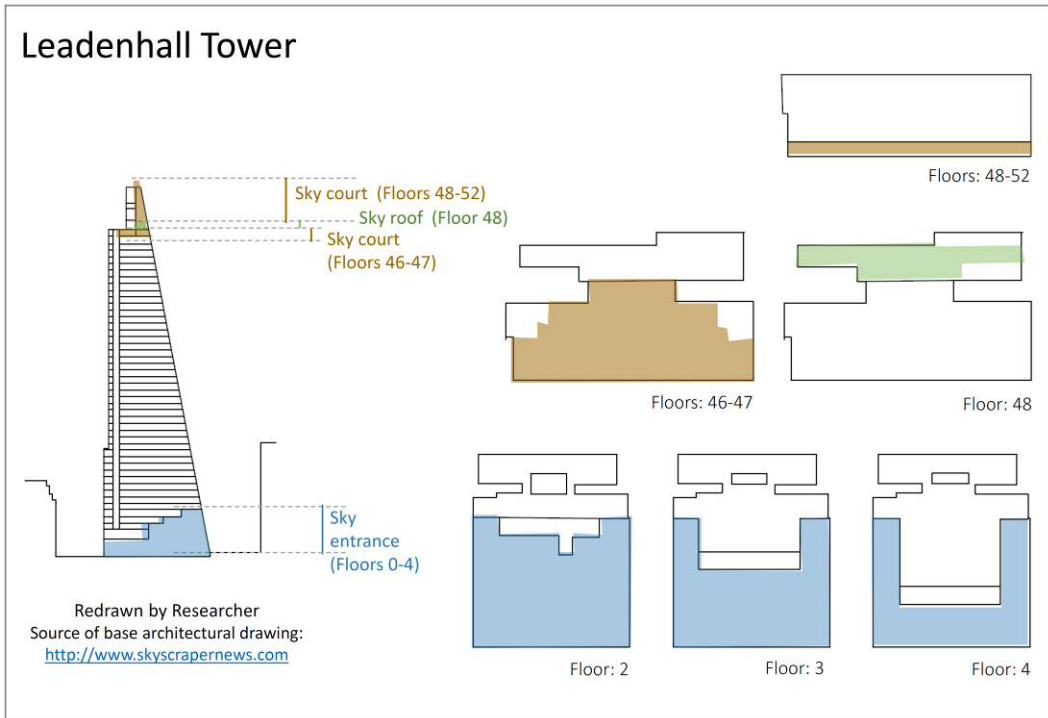 Leadenhall Tower
Floors: 48-52
Sky court (Floors 48-52)
Sky roof (Floor 48)
Sky court
(Floors 46-47)
Floors: 46-47
Floor: 48
Sky
entrance
(Floors 0-4)
Redrawn by Researcher
Source of base architectural drawing:
http://www.skyscrapernews.com
Floor: 2
Floor: 3
Floor: 4